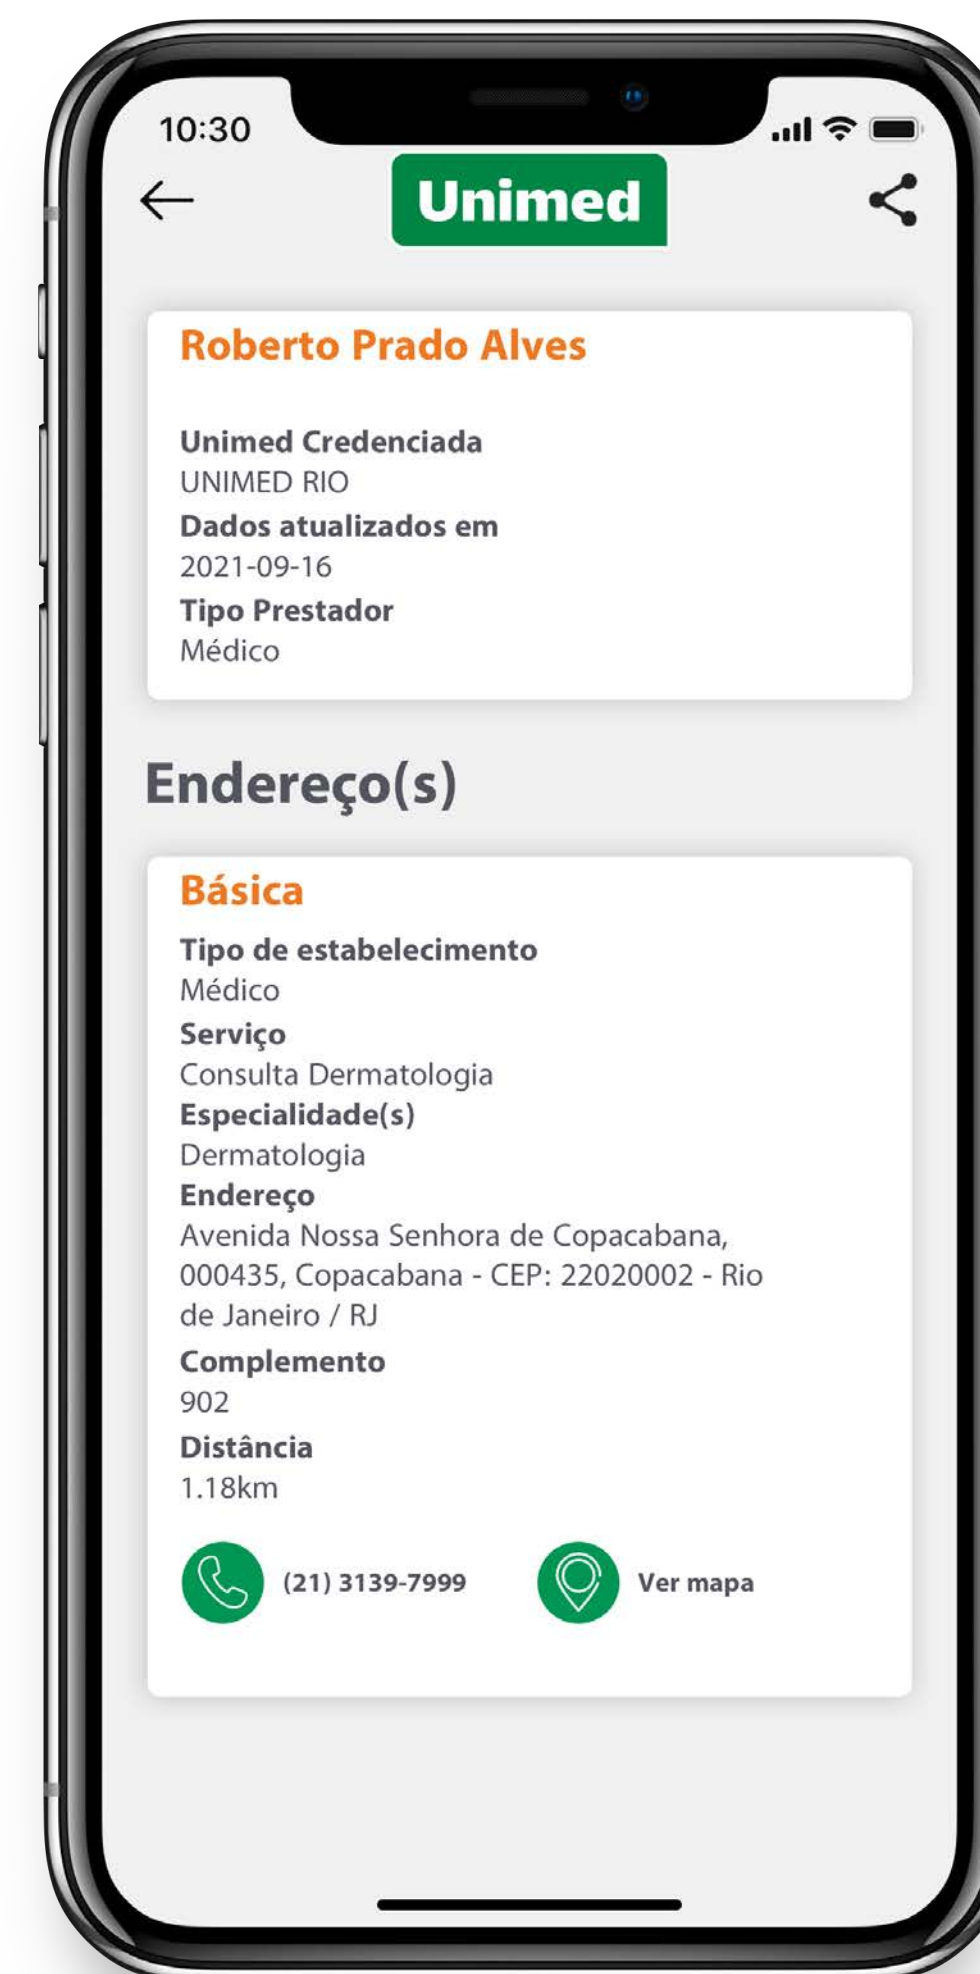 10:30
Unimed
Roberto Prado Alves
Unimed Credenciada
UNIMED RIO
Dados atualizados em
2021-09-16
Tipo Prestador
Médico
Endereço(s)
Básica
Tipo de estabelecimento
Médico
Serviço
Consulta Dermatologia
Especialidade(s)
Dermatologia
Endereço
Avenida Nossa Senhora de Copacabana,
000435, Copacabana - CEP: 22020002 - Rio
de Janeiro / RJ
Complemento
902
Distância
1.18km
(21) 3139-7999 Ver mapa